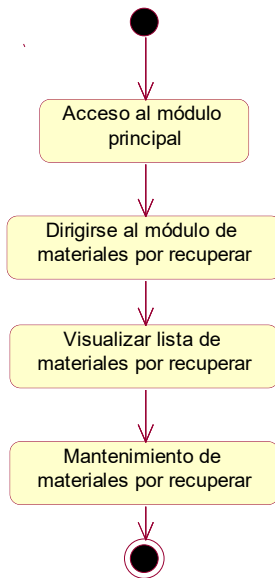 Acceso al módulo
principal
Dirigirse al módulo de
materiales por recuperar
Visualizar lista de
materiales por recuperar
Mantenimiento de
materiales por recuperar